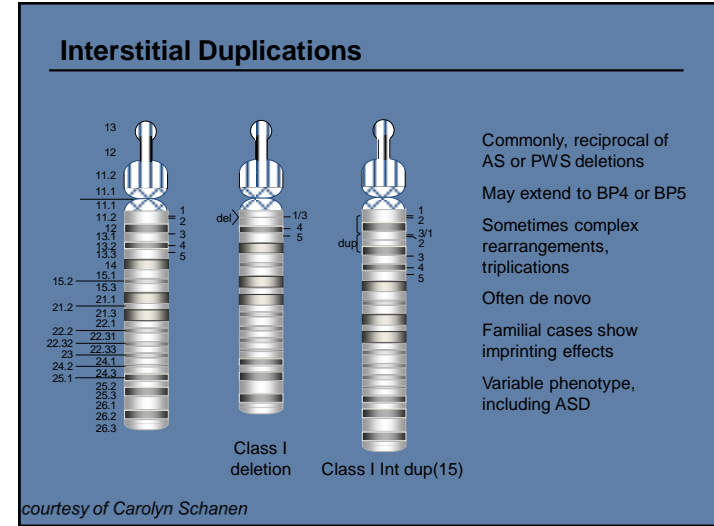 Interstitial Duplications
13
12
11.2
11.1
11.1
11.2
12
13.1
13.2
13.3
14
15.1
15.2
15.3
21.1
21.2
21.3
22.1
22.2
22.31
22.32
22.33
23
24.1
24.2
24.3
25.1
25.2
25.3
26.1
26.2
26.3
1
2
3
4
5
del
1/3
4
5
Class I
deletion
dup
1
2
3/1
2
3
4
5
Class I Int dup(15)
Commonly, reciprocal of
AS or PWS deletions
May extend to BP4 or BP5
Sometimes complex
rearrangements,
triplications
Often de novo
Familial cases show
imprinting effects
Variable phenotype,
including ASD
courtesy of Carolyn Schanen